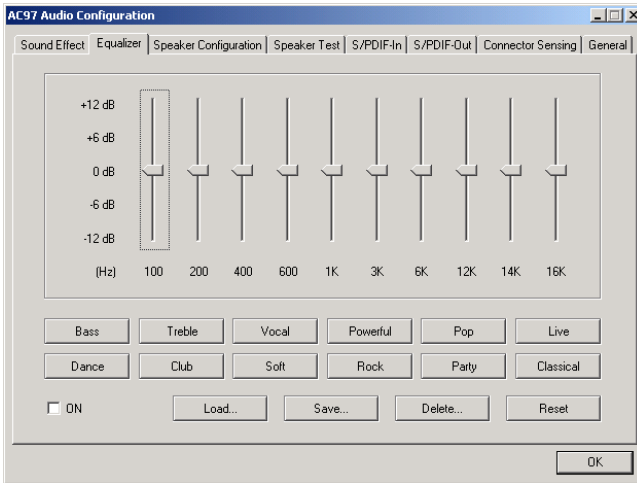 AC97 Audio Configuration
Sound Effect Equalizer Speaker Configuration Speaker Test S/PDIF-In S/PDIF-Out Connector Sensing General
+12 dB
+6 dB
0 dB
-6 dB
-12 dB
(Hz) 100 200 400 600 1K 3K 6K 12K 14K 16K
Bass Treble Vocal Powerful Pop Live
Dance Club Soft Rock Party Classical
ON Load... Save... Delete... Reset
OK